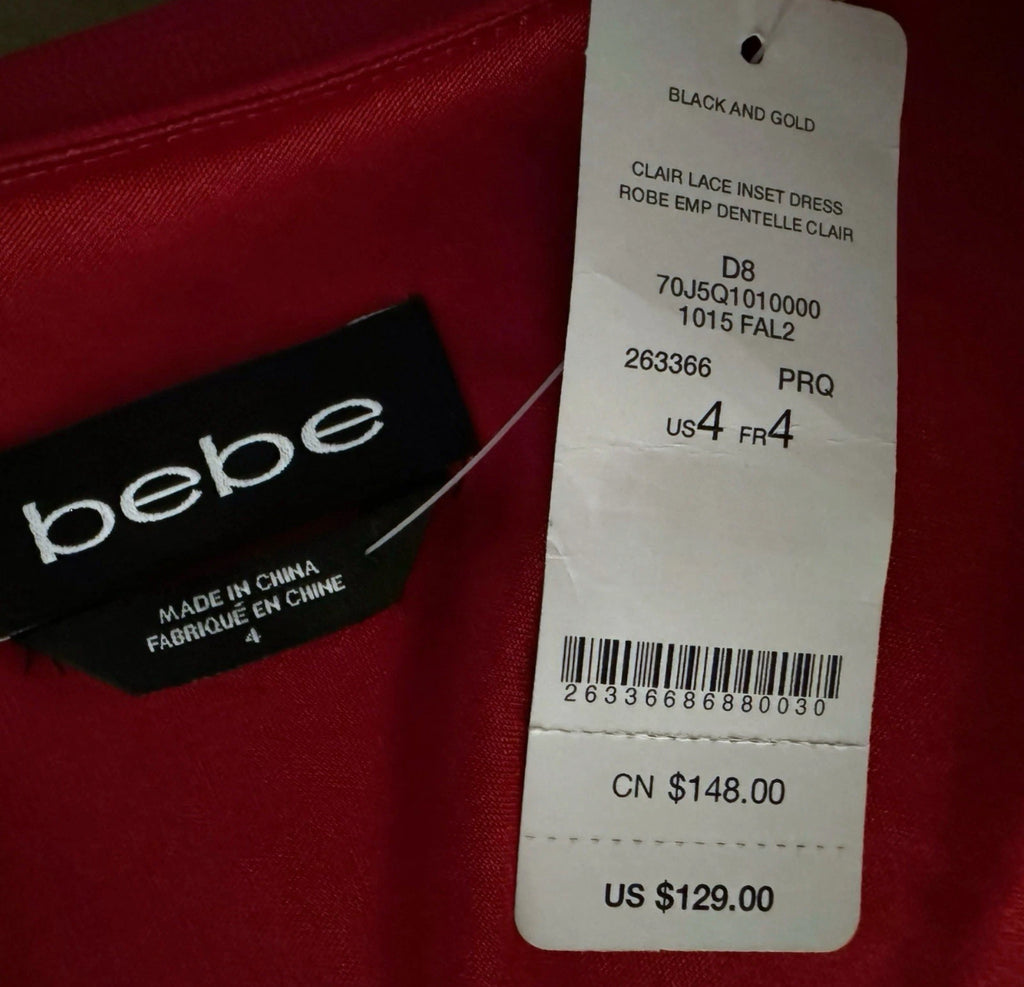 bebe
MADE IN CHINA
FABRIQUÉ EN CHINE
4
BLACK AND GOLD
CLAIR LACE INSET DRESS
ROBE EMP DENTELLE CLAIR
D8
70J5Q1010000
1015 FAL2
263366 PRQ
US4 FR4
26336686880030
CN $148.00
US $129.00